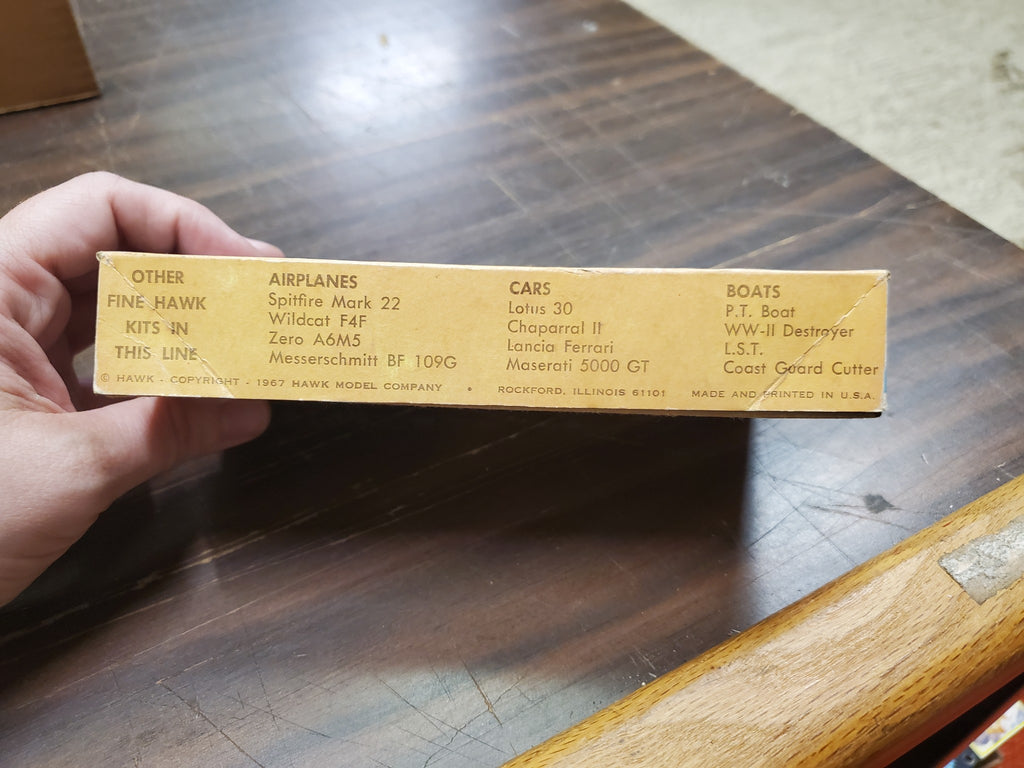 OTHER
FINE HAWK
KITS IN
THIS LINE
AIRPLANES
Spitfire Mark 22
Wildcat F4F
Zero A6M5
Messerschmitt BF 109G
CARS
Lotus 30
Chaparral II
Lancia Ferrari
Maserati 5000 GT
BOATS
P.T. Boat
WW-II Destroyer
L.S.T.
Coast Guard Cutter
© HAWK - COPYRIGHT - 1967 HAWK MODEL COMPANY • ROCKFORD, ILLINOIS 61101 MADE AND PRINTED IN U.S.A.